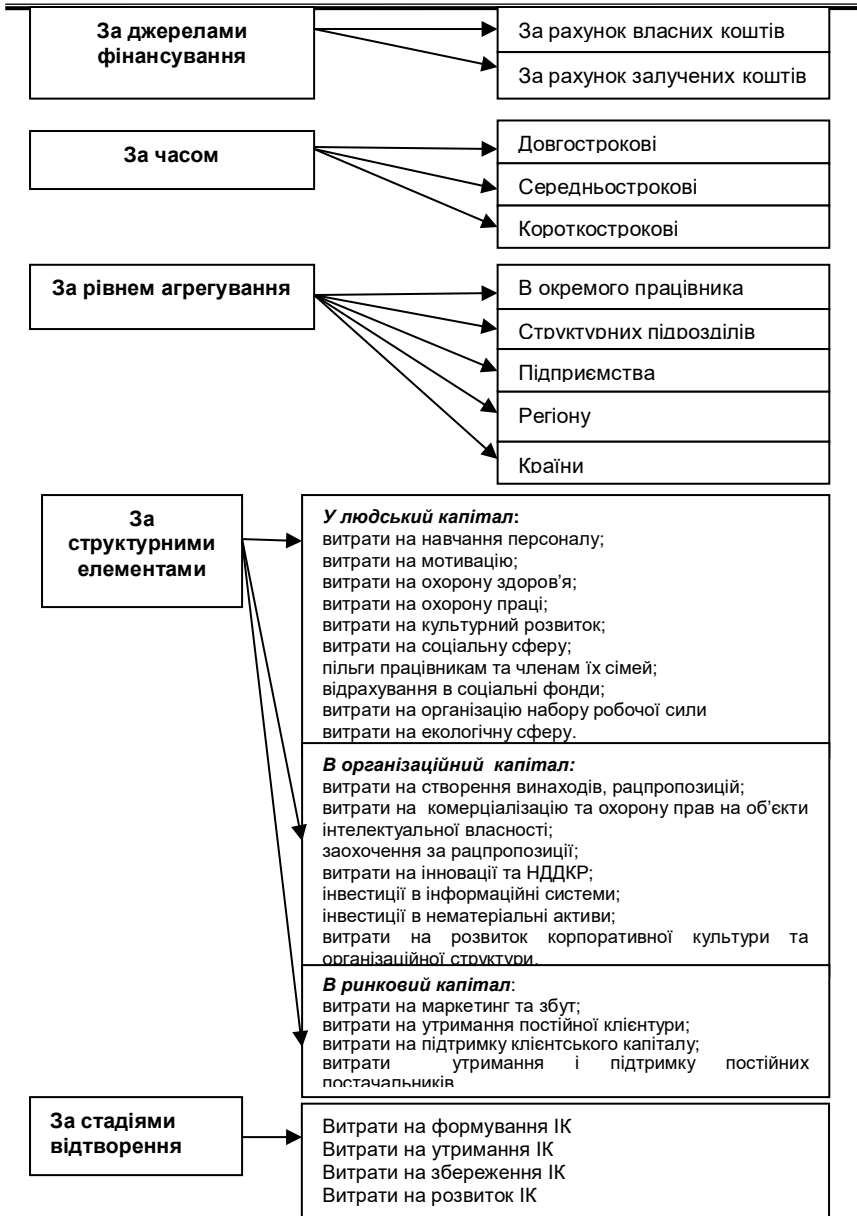 За джерелами
фінансування
За рахунок власних коштів
За рахунок залучених коштів
За часом
Довгострокові
Середньострокові
Короткострокові
За рівнем агрегування
В окремого працівника
Структурних підрозділів
Підприємства
Регіону
Країни
За
структурними
елементами
У людський капітал:
витрати на навчання персоналу;
витрати на мотивацію;
витрати на охорону здоров’я;
витрати на охорону праці;
витрати на культурний розвиток;
витрати на соціальну сферу;
пільги працівникам та членам їх сімей;
відрахування в соціальні фонди;
витрати на організацію набору робочої сили
витрати на екологічну сферу.
В організаційний капітал:
витрати на створення винаходів, рацпропозицій;
витрати на комерціалізацію та охорону прав на об’єкти
інтелектуальної власності;
заохочення за рацпропозиції;
витрати на інновації та НДДКР;
інвестиції в інформаційні системи;
інвестиції в нематеріальні активи;
витрати на розвиток корпоративної культури та
організаційної структури.
В ринковий капітал:
витрати на маркетинг та збут;
витрати на утримання постійної клієнтури;
витрати на підтримку клієнтського капіталу;
витрати утримання і підтримку постійних
постачальників
За стадіями
відтворення
Витрати на формування ІК
Витрати на утримання ІК
Витрати на збереження ІК
Витрати на розвиток ІК